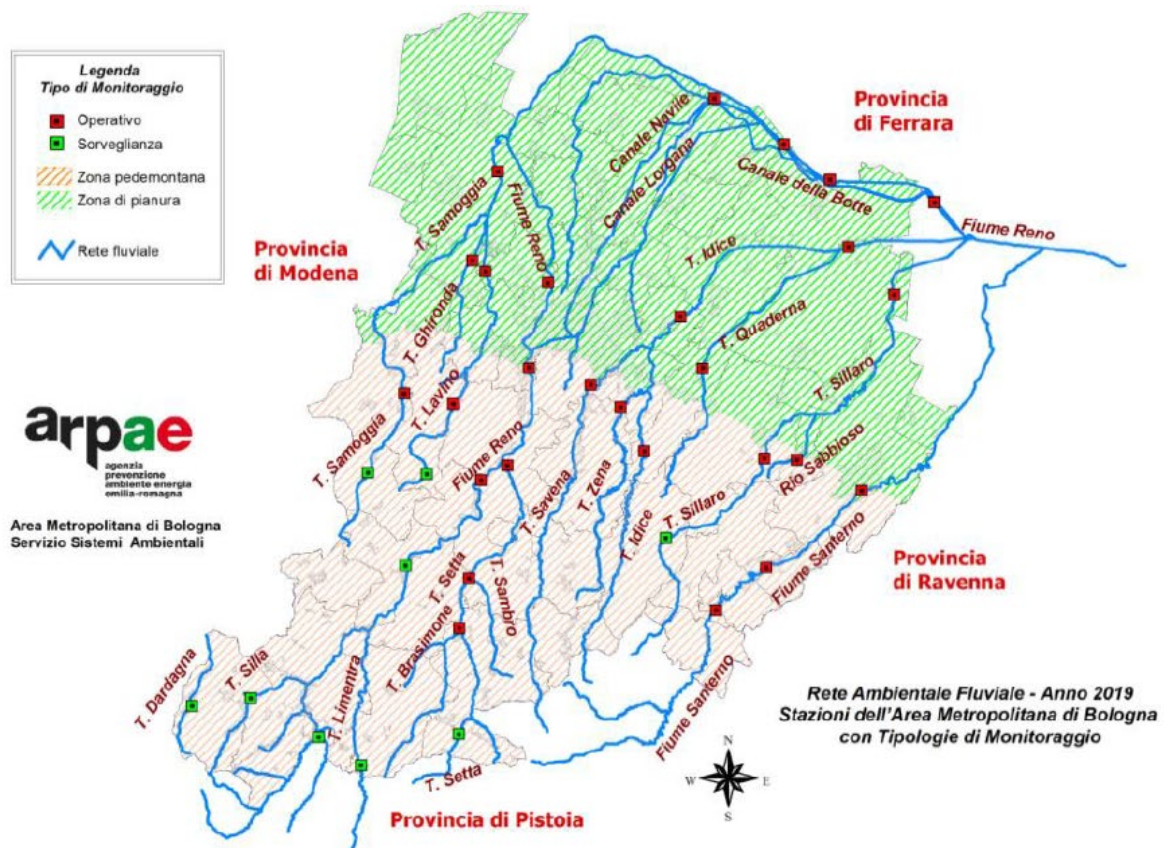 Legenda
Tipo di Monitoraggio
Operativo
Sorveglianza
Zona pedemontana
Zona di pianura
Rete fluviale
Provincia
di Ferrara
Canale Navile
Canale Lorgana
Canale della Botte
Fiume Reno
T. Samoggia
Fiume Reno
T. Idice
Provincia
di Modena
T. Ghironda
T. Quaderna
T. Lavino
T. Sillaro
arpae
agenzia
prevenzione
ambiente energia
emilia-romagna
Area Metropolitana di Bologna
Servizio Sistemi Ambientali
T. Samoggia
Fiume Reno
T. Savena
T. Zena
Rio Sabbioso
T. Sillaro
T. Idice
Fiume Santerno
Provincia
di Ravenna
T. Setta
T. Sambro
T. Brasimone
T. Dardagna
T. Silla
T. Limentra
Fiume Santerno
T. Setta
Rete Ambientale Fluviale - Anno 2019
Stazioni dell'Area Metropolitana di Bologna
con Tipologie di Monitoraggio
N
W E
S
Provincia di Pistoia